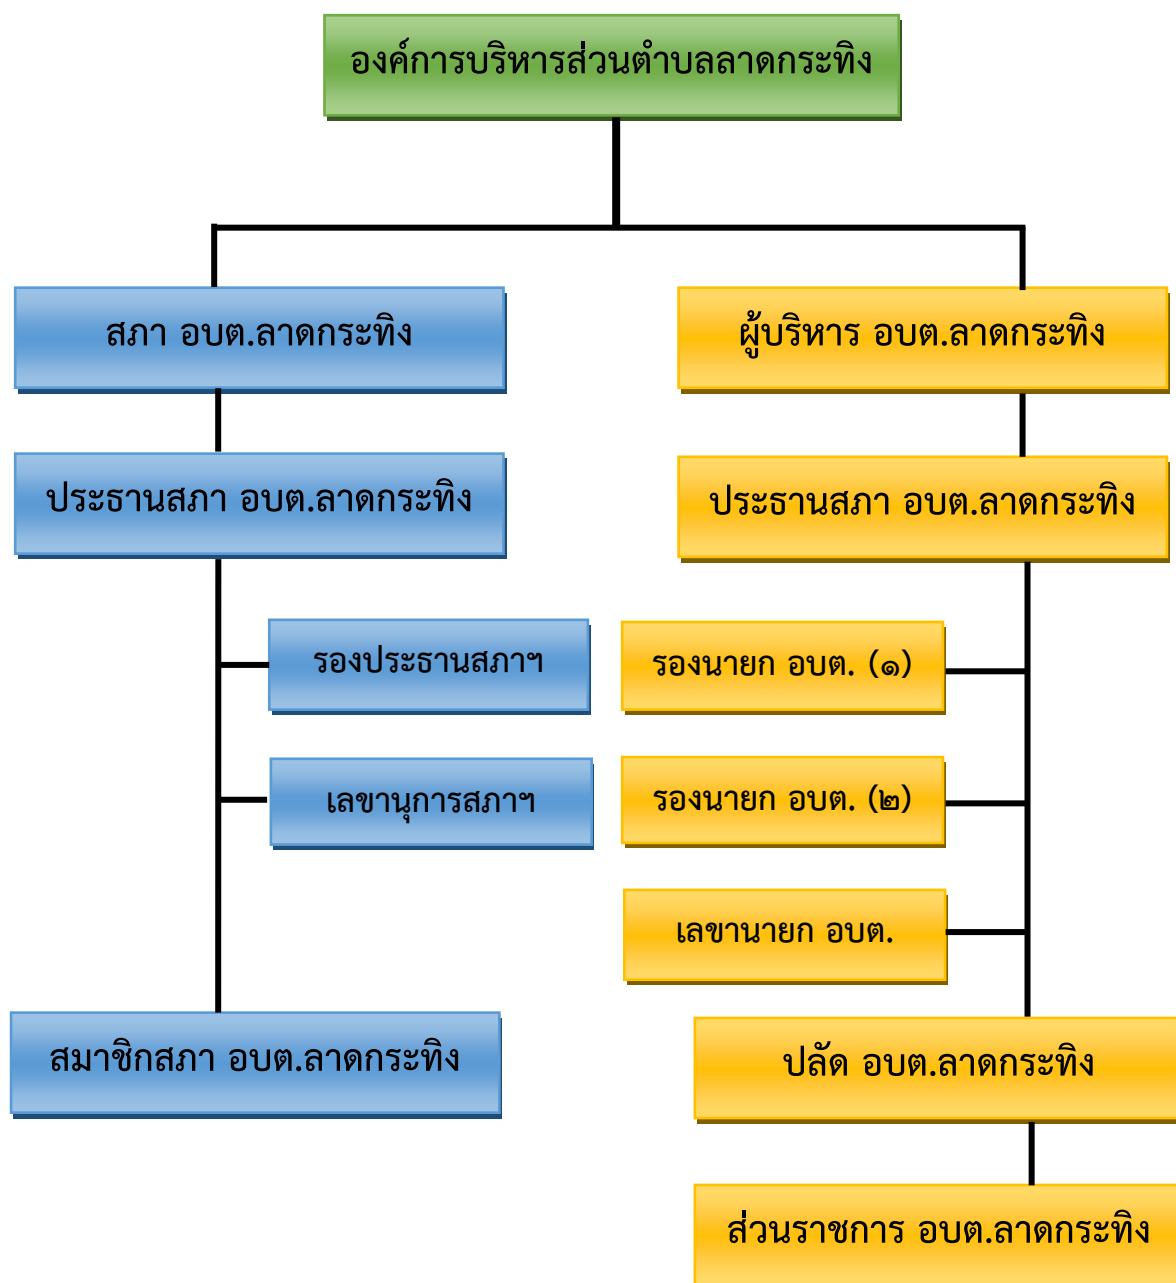 องค์การบริหารส่วนตำบลลาดกระทิง
สภา อบต.ลาดกระทิง
ผู้บริหาร อบต.ลาดกระทิง
ประธานสภา อบต.ลาดกระทิง
ประธานสภา อบต.ลาดกระทิง
รองประธานสภาฯ
รองนายก อบต. (๑)
เลขานุการสภาฯ
รองนายก อบต. (๒)
เลขานายก อบต.
สมาชิกสภา อบต.ลาดกระทิง
ปลัด อบต.ลาดกระทิง
ส่วนราชการ อบต.ลาดกระทิง